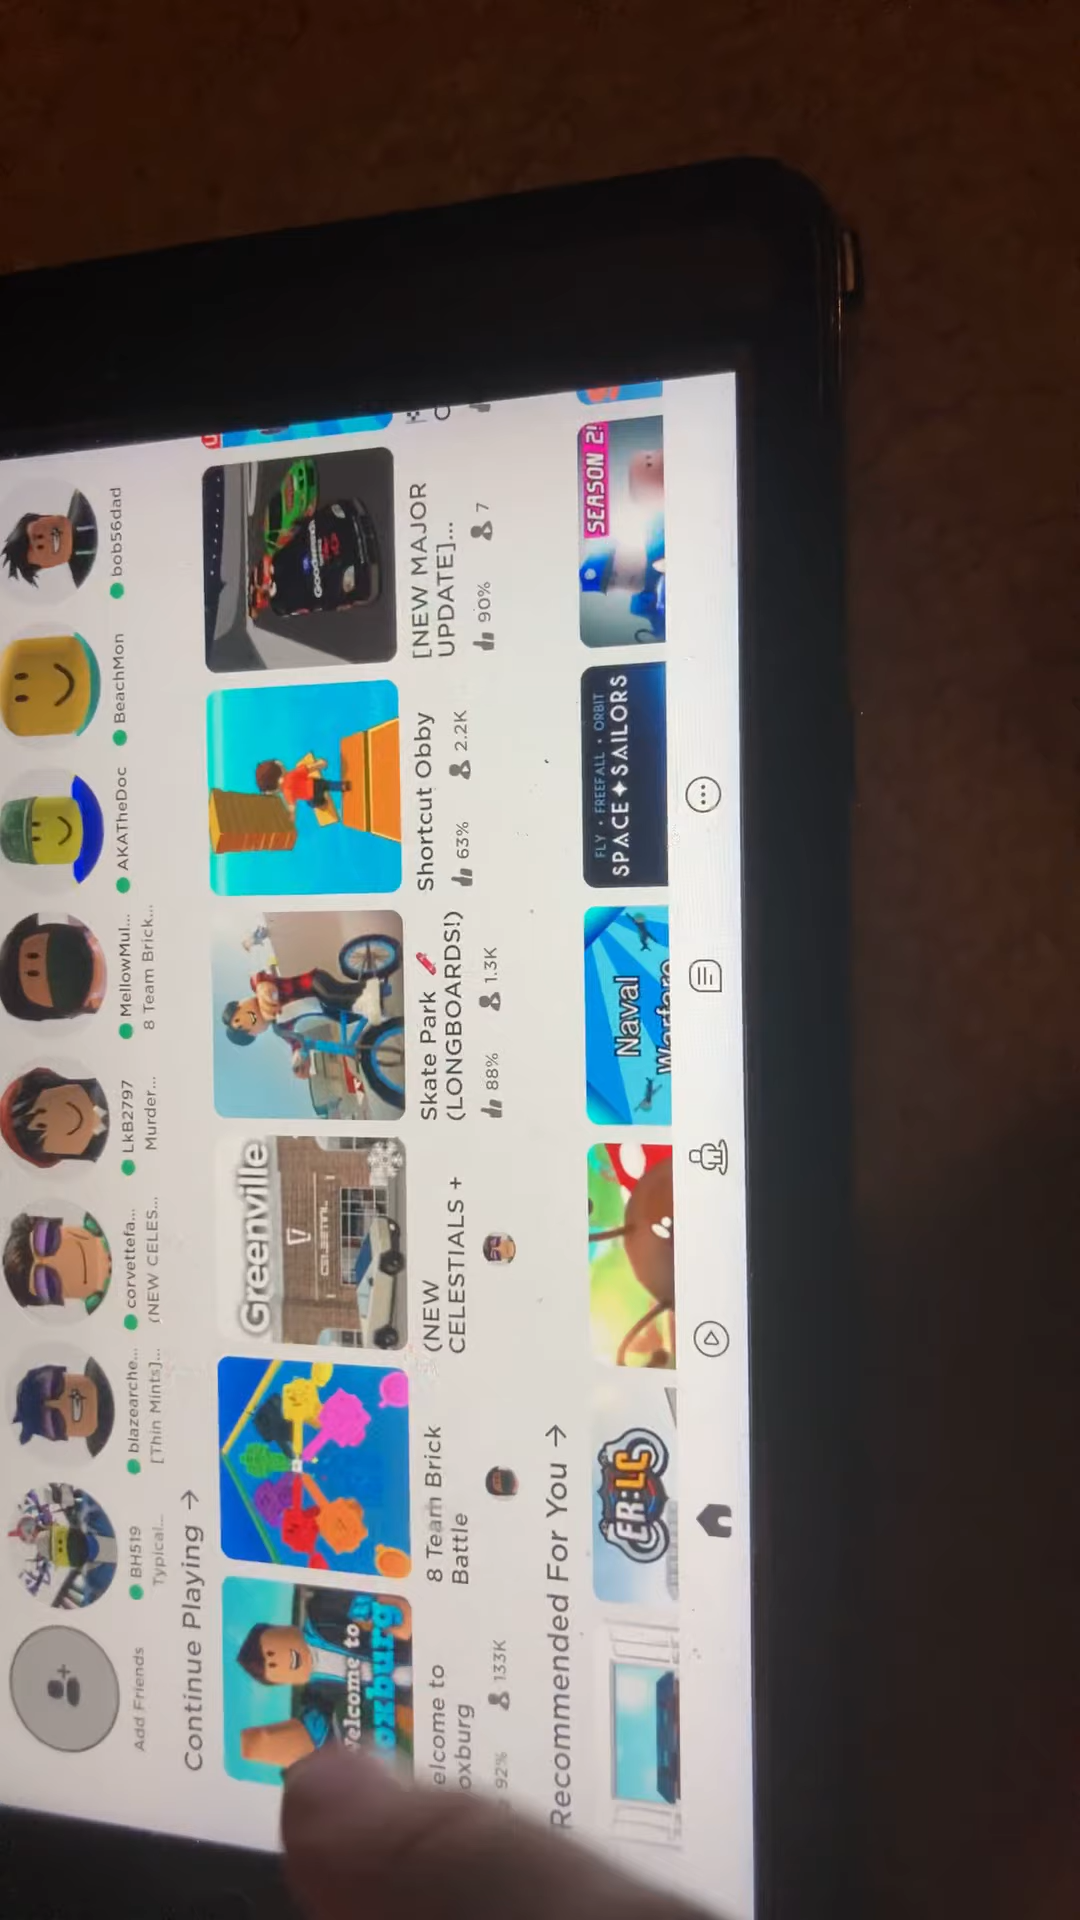 Add Friends
BH519
Typical...
blazearche...
[Thin Mints]...
corvettefa...
(NEW CELES...
LkB2797
Murder...
MellowMul...
8 Team Brick...
AKATheDoc
BeachMon
bob56dad
Continue Playing →
Welcome to
oxburg
elcome to
oxburg
92% 133K
8 Team Brick
Battle
Greenville
(NEW
CELESTIALS +
Skate Park
(LONGBOARDS!)
88% 1.3K
Shortcut Obby
63% 2.2K
[NEW MAJOR
UPDATE]...
90% 7
Recommended For You →
ER:LC
Naval
Warfare
FLY • FREEFALL • ORBIT
SPACE SAILORS
SEASON 2!